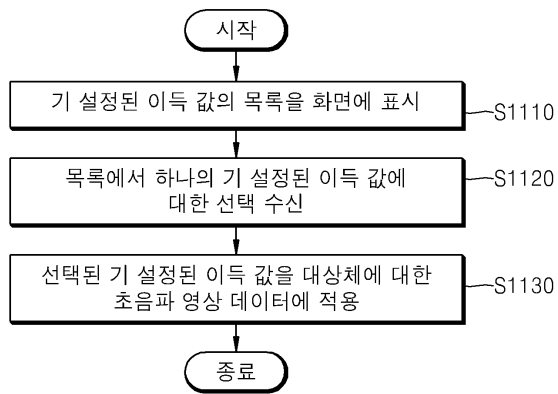 시작
기 설정된 이득 값의 목록을 화면에 표시
S1110
목록에서 하나의 기 설정된 이득 값에
대한 선택 수신
S1120
선택된 기 설정된 이득 값을 대상체에 대한
초음파 영상 데이터에 적용
S1130
종료